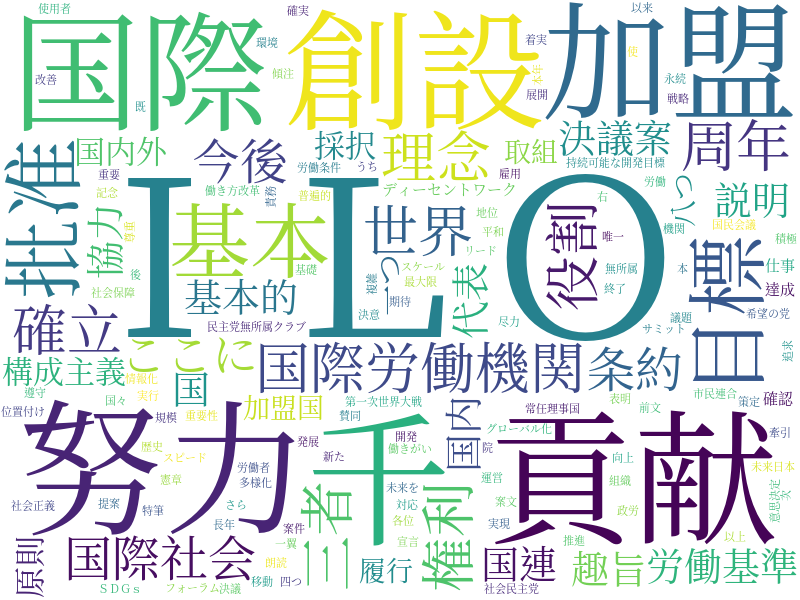 使用者
確実
以来
国際
創設
加盟
環境
着実
傾注
改善
既
展開
永続
戦略
国内外
今後
採択
理念
取組
決議案
周年
批准
重要
労働条件
うち
持続可能な開発目標
働き方改革
責務
普遍的
ディーセントワーク
雇用
労働
八つ
説明
記念
尊重
協力
ILO
基本
世界
地位
平和
リード
役割
唯一
右
機関
国民会議
積極
後
基礎
基本的
複雑
一つ
スケール
最大限
代表
無所属
終了
本
目標
仕事
達成
社会保障
期待
決意
尽力
議題
サミット
希望の党
確立
ここに
民主党無所属クラブ
追求
構成主義
情報化
実行
国
国際労働機関
条約
遵守
国々
位置付け
規模
重要性
加盟国
第一次世界大戦
賛同
国内
常任理事国
表明
前文
市民連合
策定
確認
努力
千
貢献
グローバル化
牽引
発展
開発
新た
働きがい
院
歴史
スピード
憲章
労働者
多様化
向上
未来日本
社会正義
提案
特筆
さら
長年
三者
未来を
対応
各位
宣言
権利
運営
案文
実現
組織
政労
意思決定
原則
国際社会
案件
一翼
朗読
移動
四つ
履行
国連
推進
以上
趣旨
労働基準
SDGs
フォーラム
決議
社会民主党